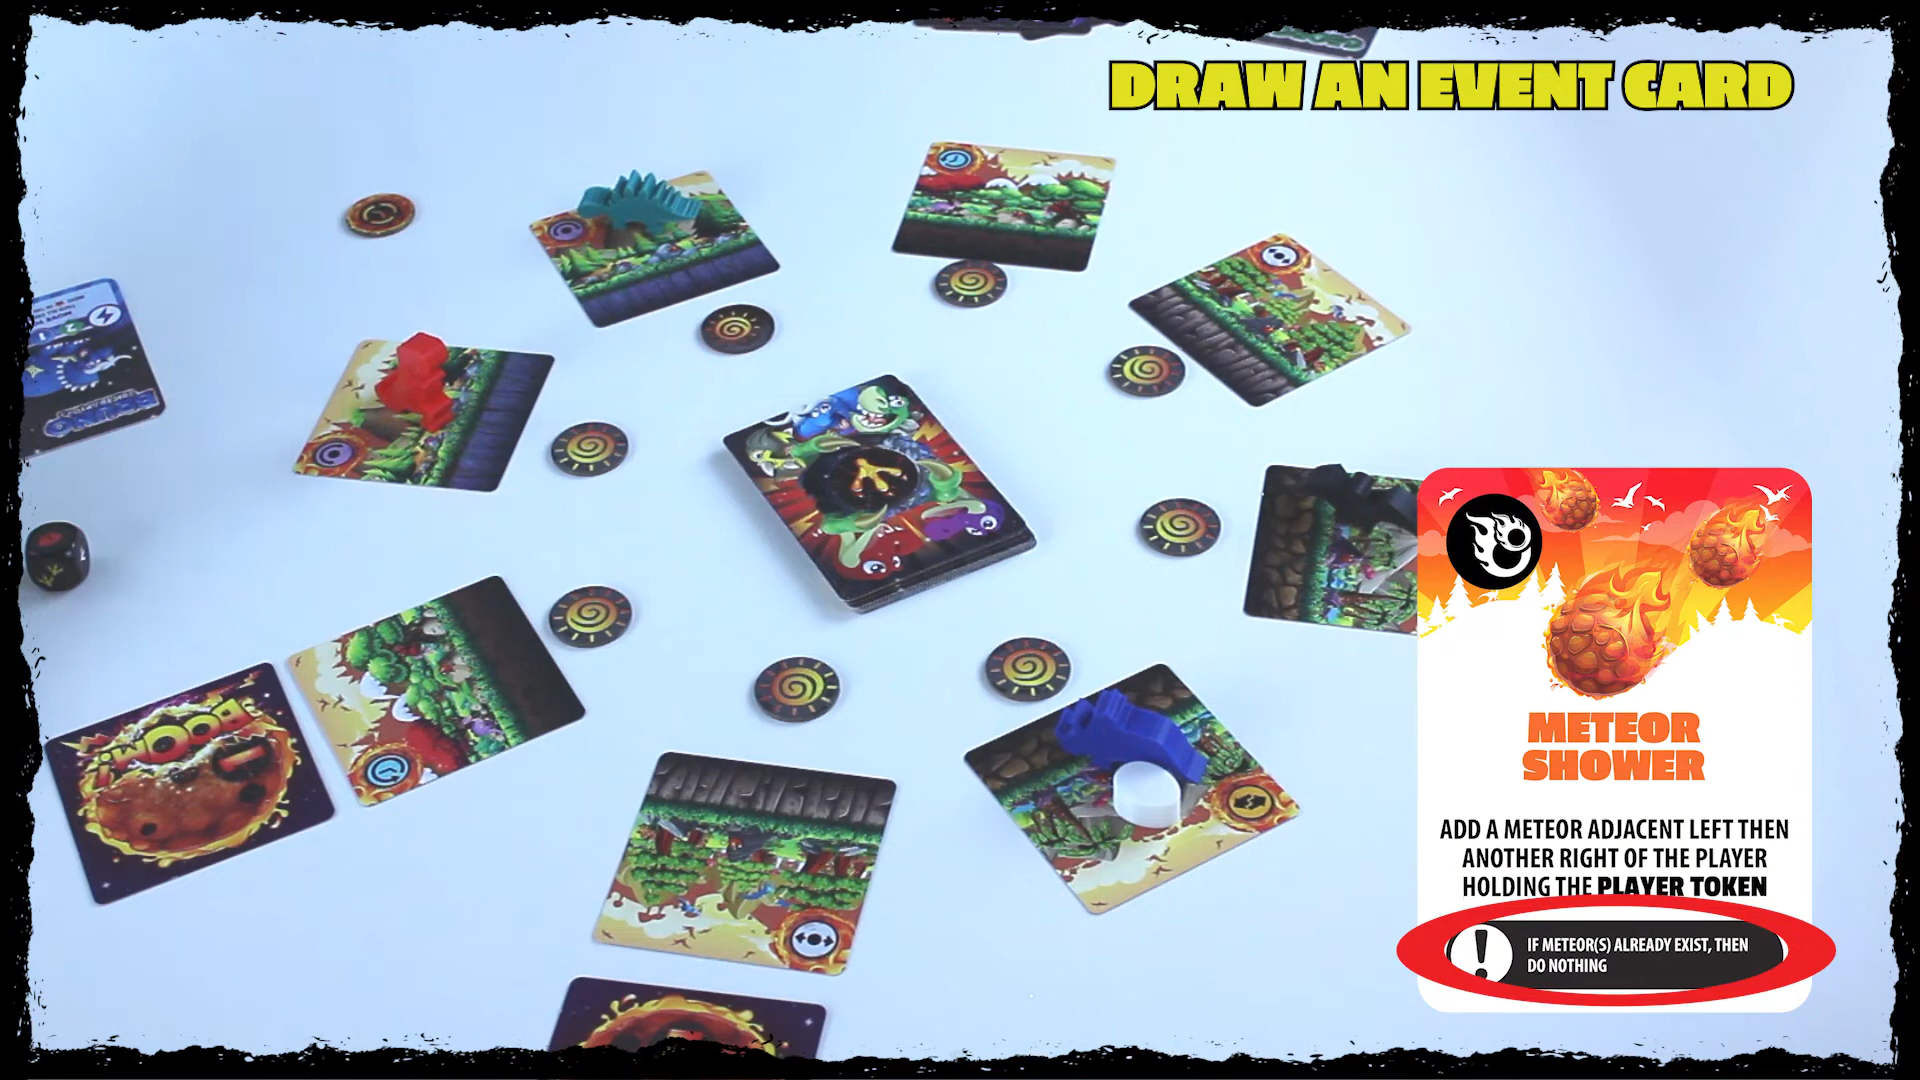 DRAW AN EVENT CARD
BOOM!
METEOR
SHOWER
ADD A METEOR ADJACENT LEFT THEN
ANOTHER RIGHT OF THE PLAYER
HOLDING THE PLAYER TOKEN
IF METEOR(S) ALREADY EXIST, THEN
DO NOTHING